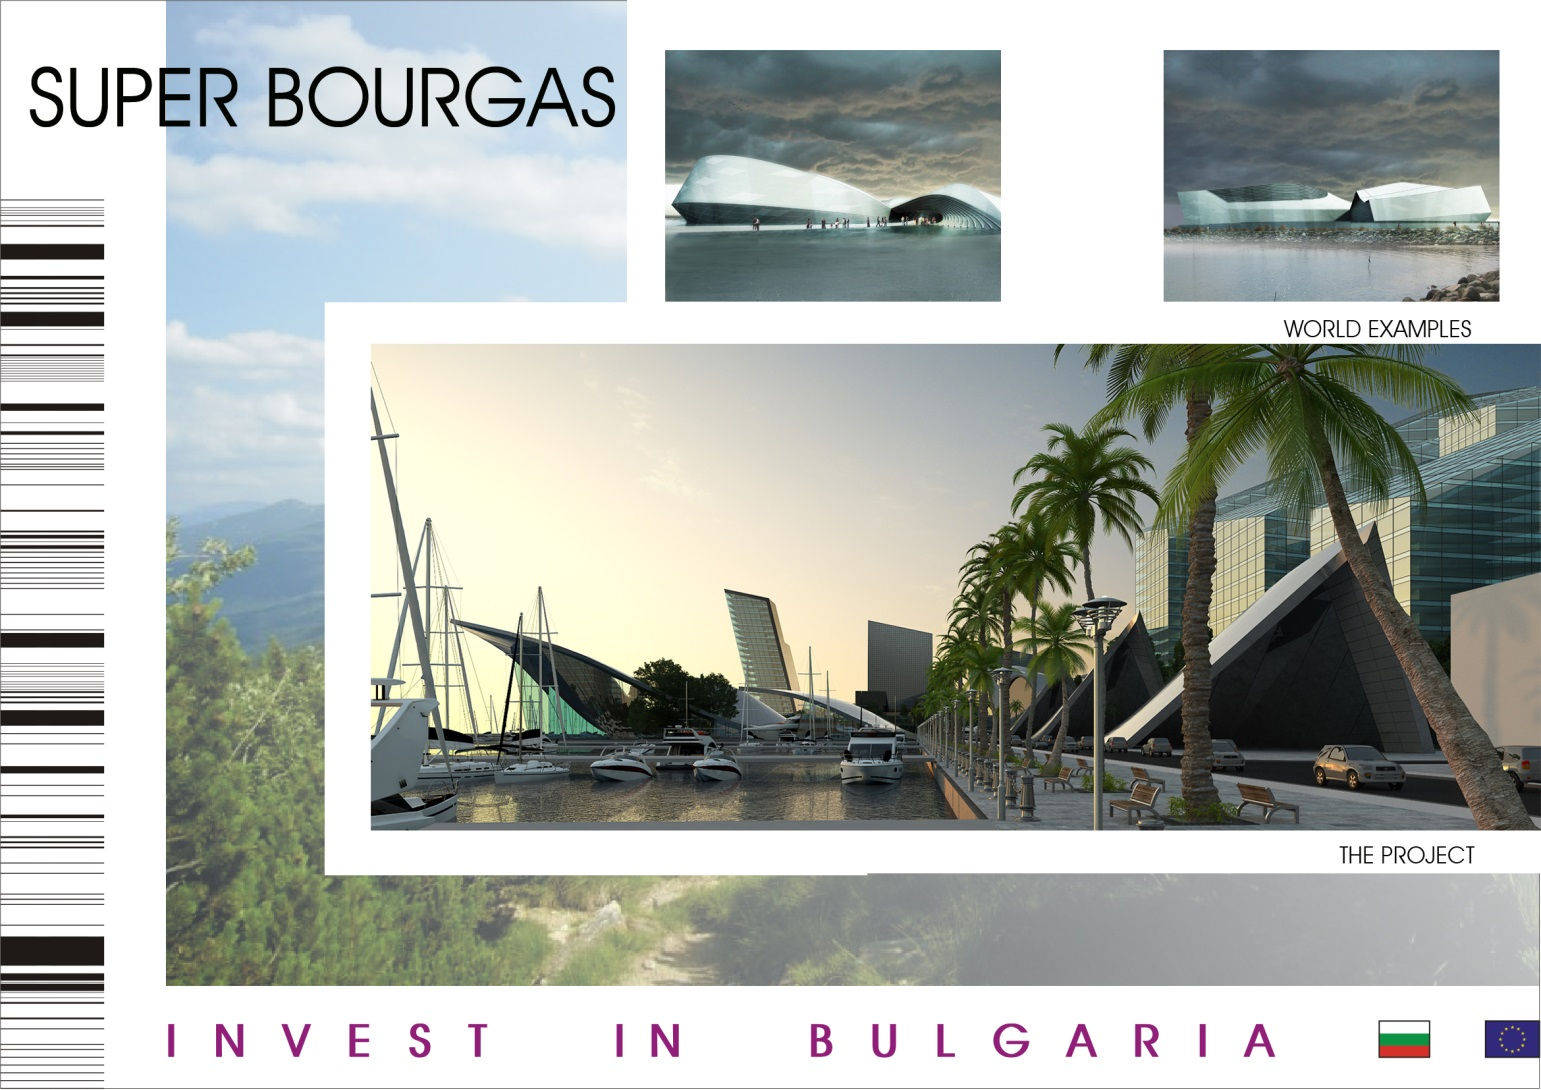 SUPER BOURGAS
WORLD EXAMPLES
THE PROJECT
INVEST IN BULGARIA